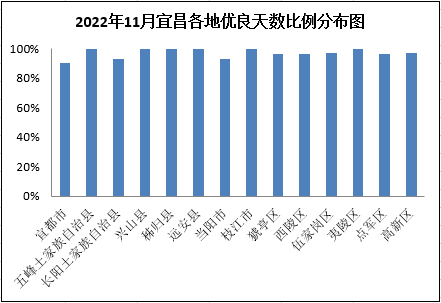 2022年11月宜昌各地优良天数比例分布图
100%
80%
60%
40%
20%
0%
宜都市
五峰土家族自治县
长阳土家族自治县
兴山县
秭归县
远安县
当阳市
枝江市
猇亭区
西陵区
伍家岗区
夷陵区
点军区
高新区